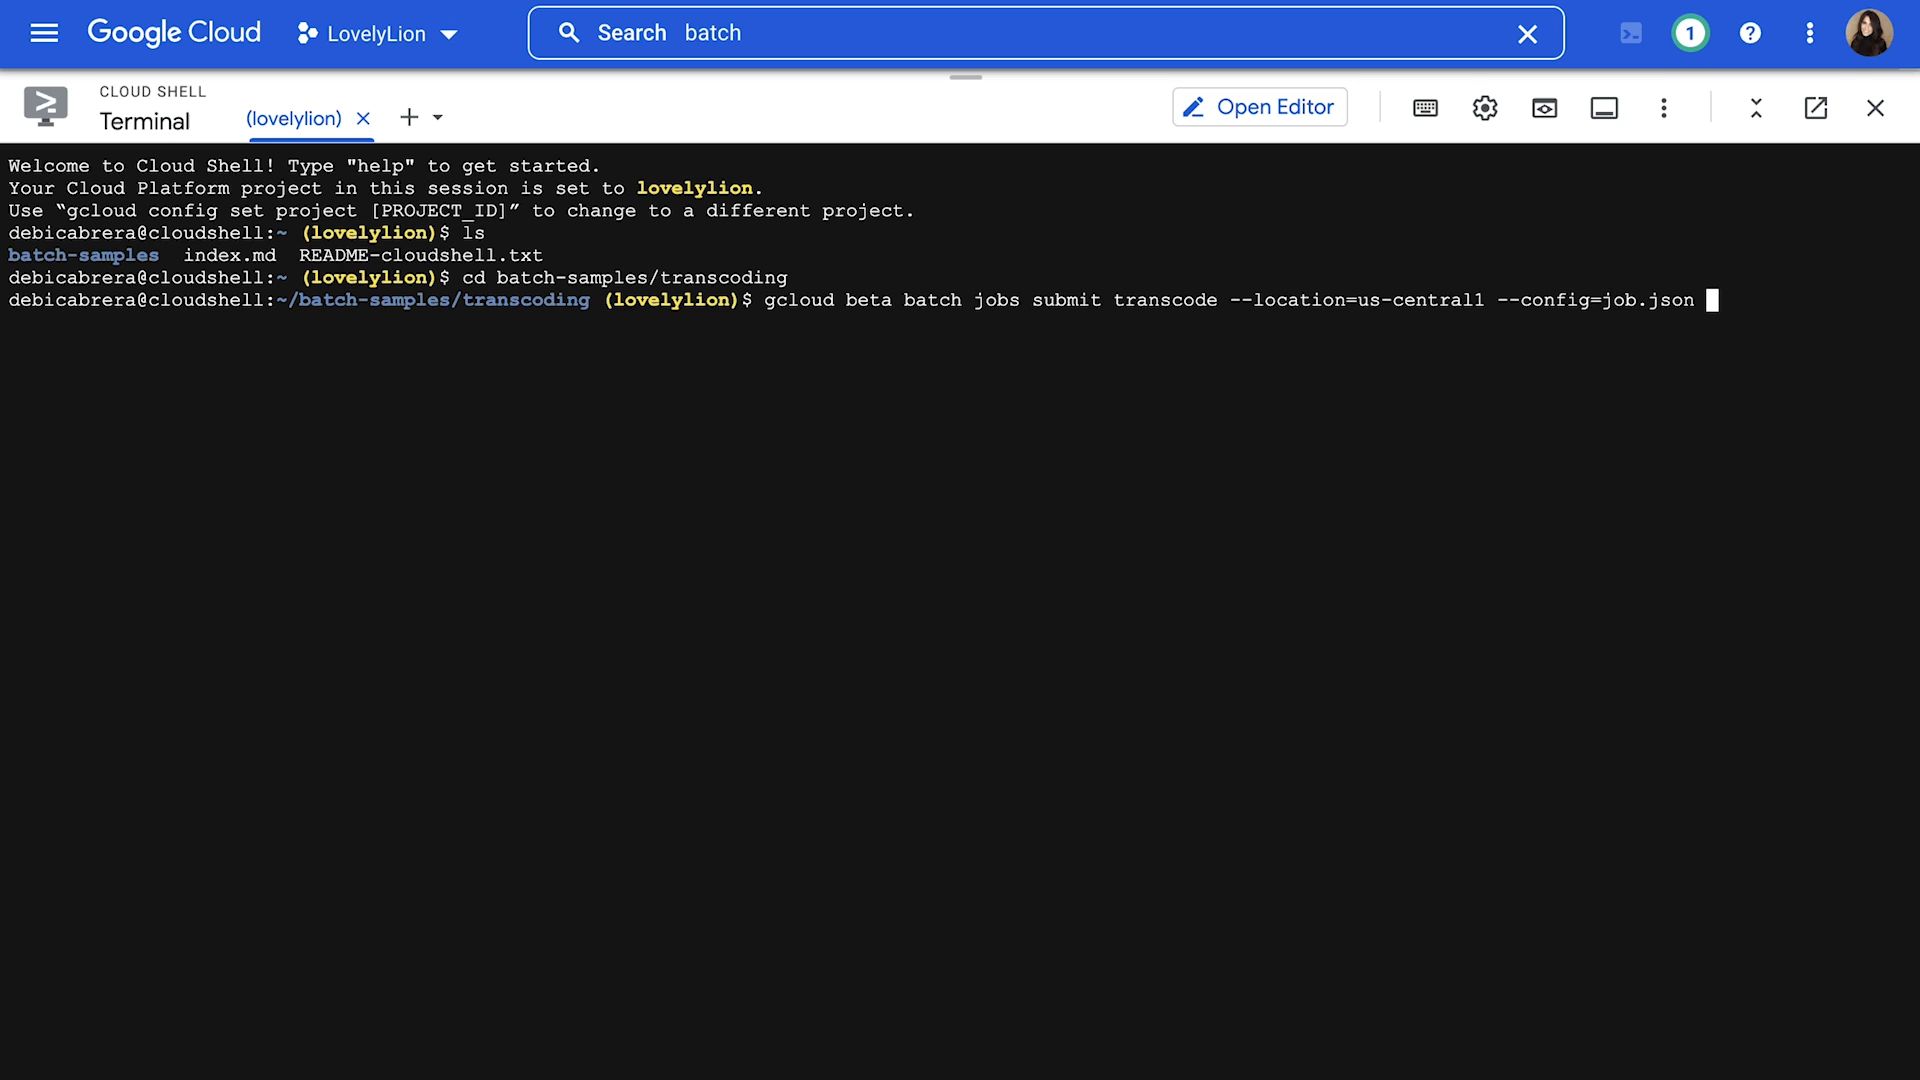 Google Cloud LovelyLion Search batch 1 ?
CLOUD SHELL
Terminal (lovelylion) Open Editor
Welcome to Cloud Shell! Type "help" to get started.
Your Cloud Platform project in this session is set to lovelylion.
Use “gcloud config set project [PROJECT_ID]” to change to a different project.
debicabrera@cloudshell:~ (lovelylion)$ ls
batch-samples index.md README-cloudshell.txt
debicabrera@cloudshell:~ (lovelylion)$ cd batch-samples/transcoding
debicabrera@cloudshell:~/batch-samples/transcoding (lovelylion)$ gcloud beta batch jobs submit transcode --location=us-central1 --config=job.json